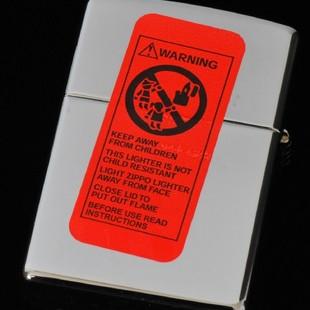 WARNING
KEEP AWAY
FROM CHILDREN
THIS LIGHTER IS NOT
CHILD RESISTANT
LIGHT ZIPPO LIGHTER
AWAY FROM FACE
CLOSE LID TO
PUT OUT FLAME
BEFORE USE READ
INSTRUCTIONS